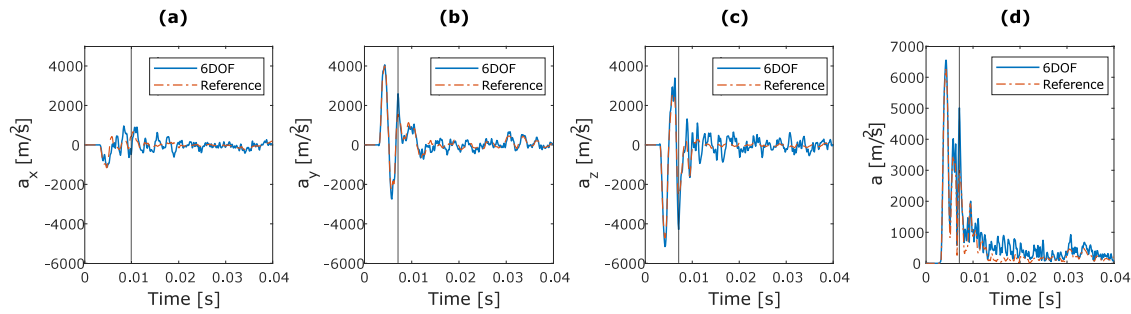 (a)
(b)
(c)
(d)
a_x [m/s²]
4000
2000
0
-2000
-4000
-6000
6DOF
Reference
0
0.01
0.02
0.03
0.04
Time [s]
a_y [m/s²]
4000
2000
0
-2000
-4000
-6000
6DOF
Reference
0
0.01
0.02
0.03
0.04
Time [s]
a_z [m/s²]
4000
2000
0
-2000
-4000
-6000
6DOF
Reference
0
0.01
0.02
0.03
0.04
Time [s]
a [m/s²]
7000
6000
5000
4000
3000
2000
1000
0
6DOF
Reference
0
0.01
0.02
0.03
0.04
Time [s]